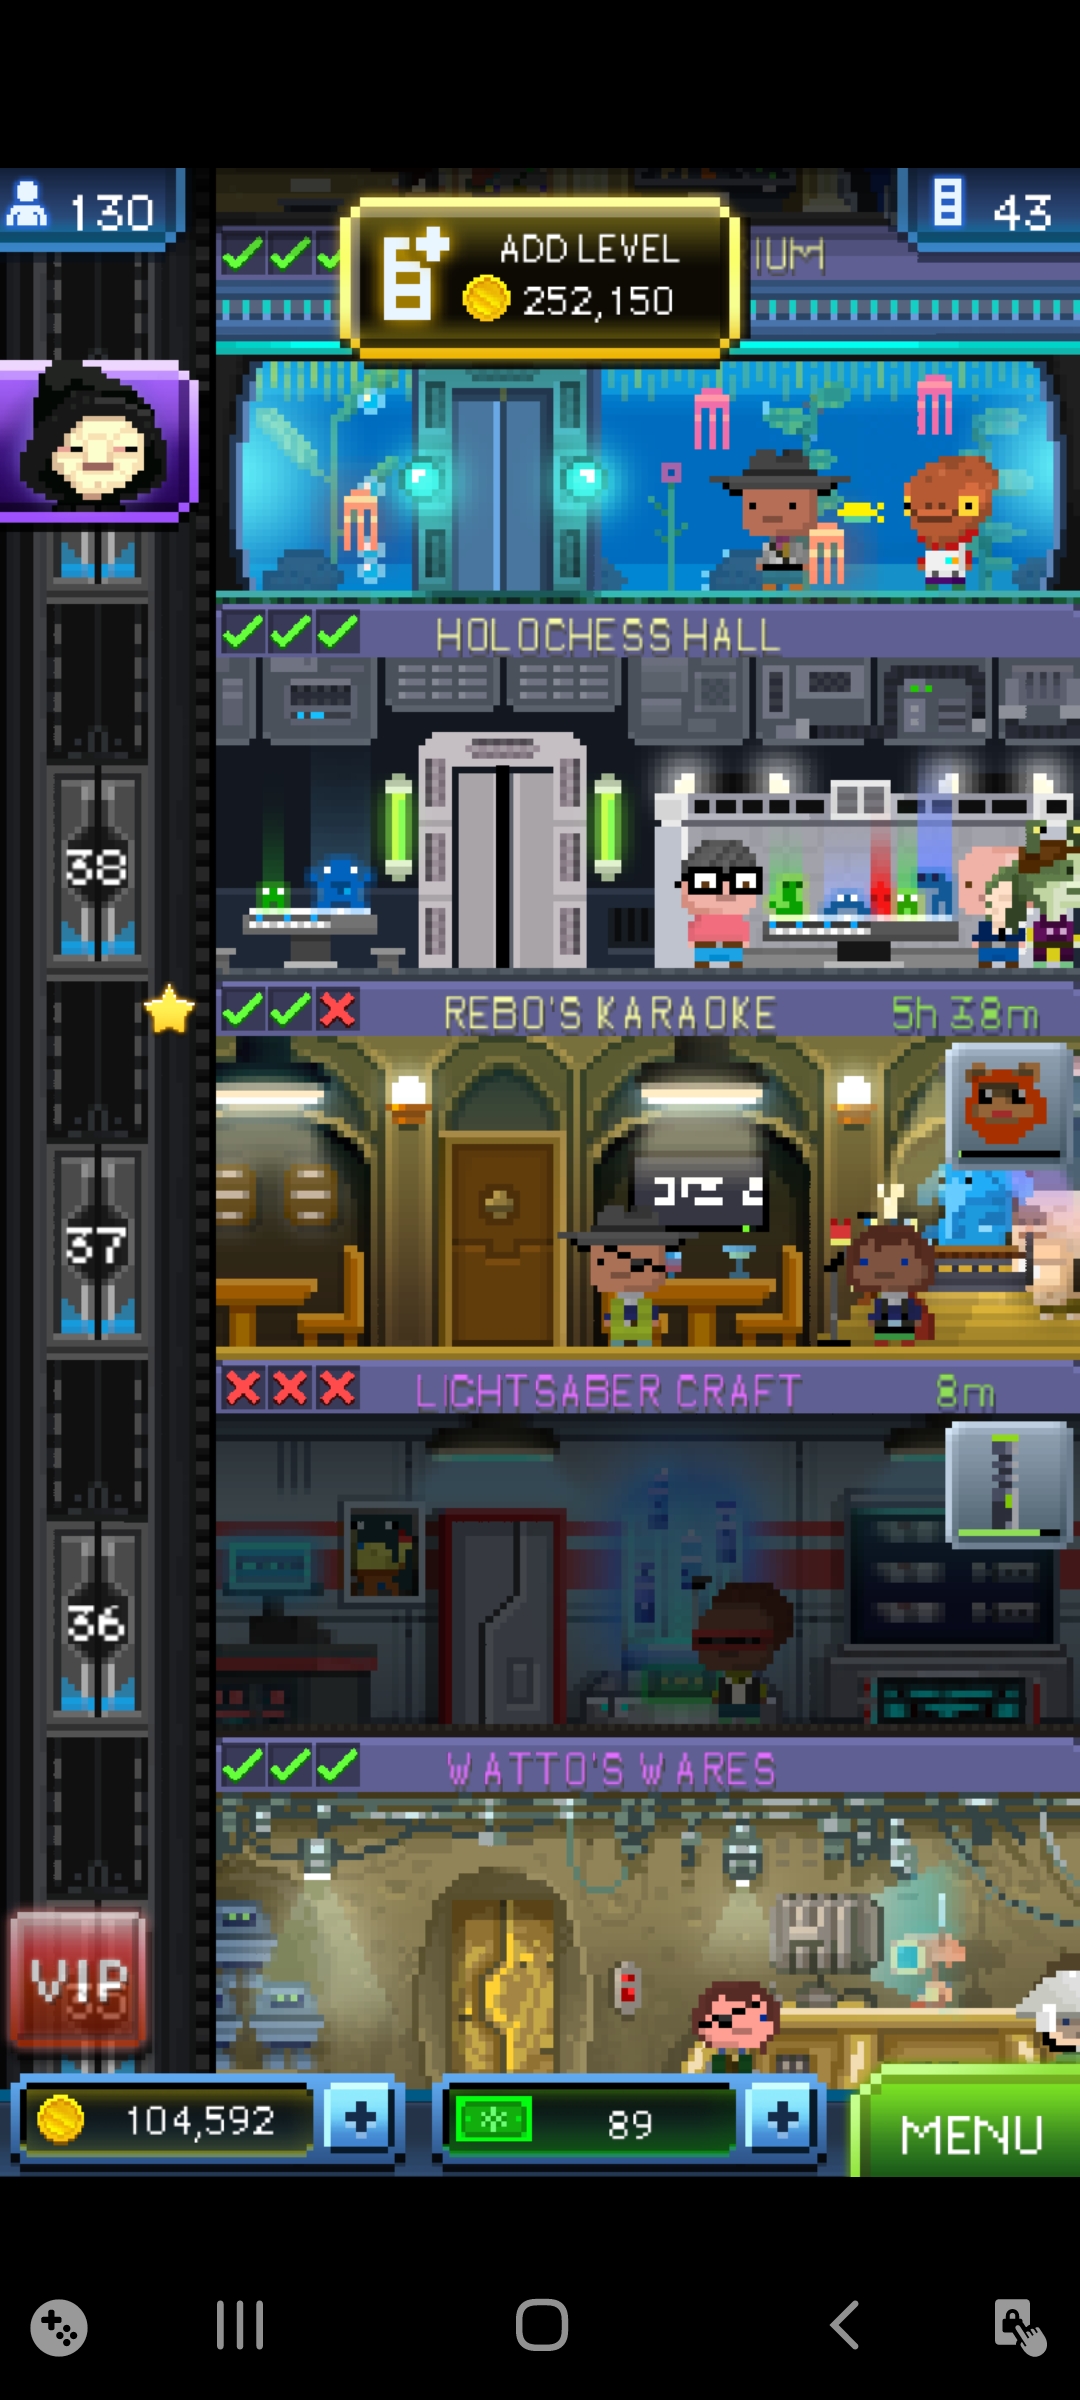 130
43
ADD LEVEL
252,150
IUM
HOLOCHESS HALL
38
REBO'S KARAOKE 5h 38m
37
LIGHTSABER CRAFT 8m
36
WATTO'S WARES
VIP
35
104,592
89
MENU